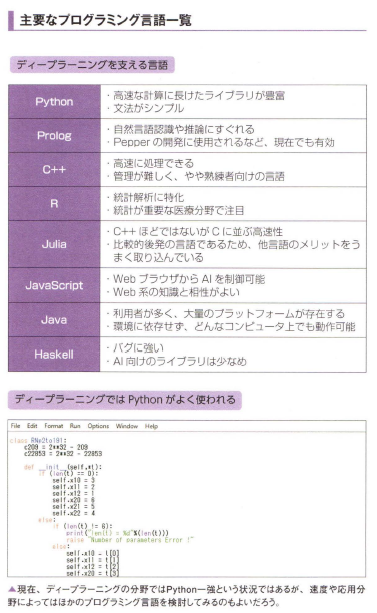 主要なプログラミング言語一覧
ディープラーニングを支える言語
Python
・高速な計算に長けたライブラリが豊富
・文法がシンプル
Prolog
・自然言語認識や推論にすぐれる
・Pepper の開発に使用されるなど、現在でも有効
C++
・高速に処理できる
・管理が難しく、やや熟練者向けの言語
R
・統計解析に特化
・統計が重要な医療分野で注目
Julia
・C++ ほどではないが C に並ぶ高速性
・比較的後発の言語であるため、他言語のメリットをう
まく取り込んでいる
JavaScript
・Web ブラウザから AI を制御可能
・Web 系の知識と相性がよい
Java
・利用者が多く、大量のプラットフォームが存在する
・環境に依存せず、どんなコンピュータ上でも動作可能
Haskell
・バグに強い
・AI 向けのライブラリは少なめ
ディープラーニングでは Python がよく使われる
File Edit Format Run Options Window Help
class
c209 = 2**32 - 209
c22853 = 2**32 - 22853
def __init__(self,*t):
if (len(t) == 0):
self.x10 = 3
self.x11 = 2
self.x12 = 1
self.x20 = 6
self.x21 = 5
self.x22 = 4
else:
if (len(t) != 6):
print("len(t) = %d"%(len(t)))
raise "Number of parameters Error !"
else:
self.x10 = t[0]
self.x11 = t[1]
self.x12 = t[2]
self.x20 = t[3]
▲現在、ディープラーニングの分野ではPython一強という状況ではあるが、速度や応用分
野によってはほかのプログラミング言語を検討してみるのもよいだろう。